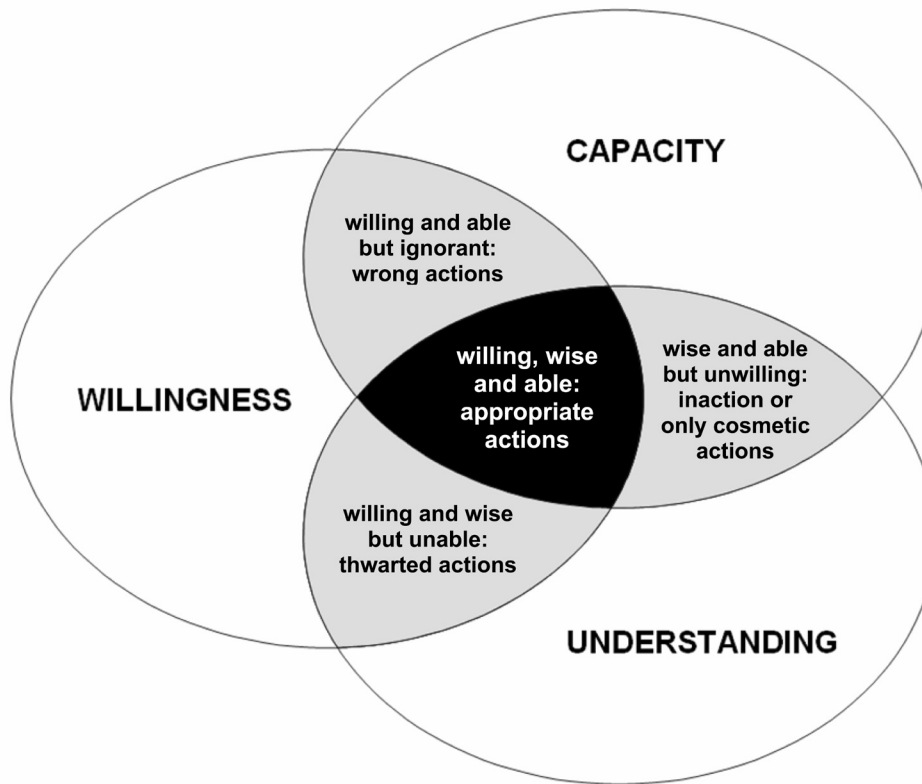 CAPACITY
willing and able
but ignorant:
wrong actions
willing, wise
and able:
appropriate
actions
wise and able
but unwilling:
inaction or
only cosmetic
actions
WILLINGNESS
willing and wise
but unable:
thwarted actions
UNDERSTANDING